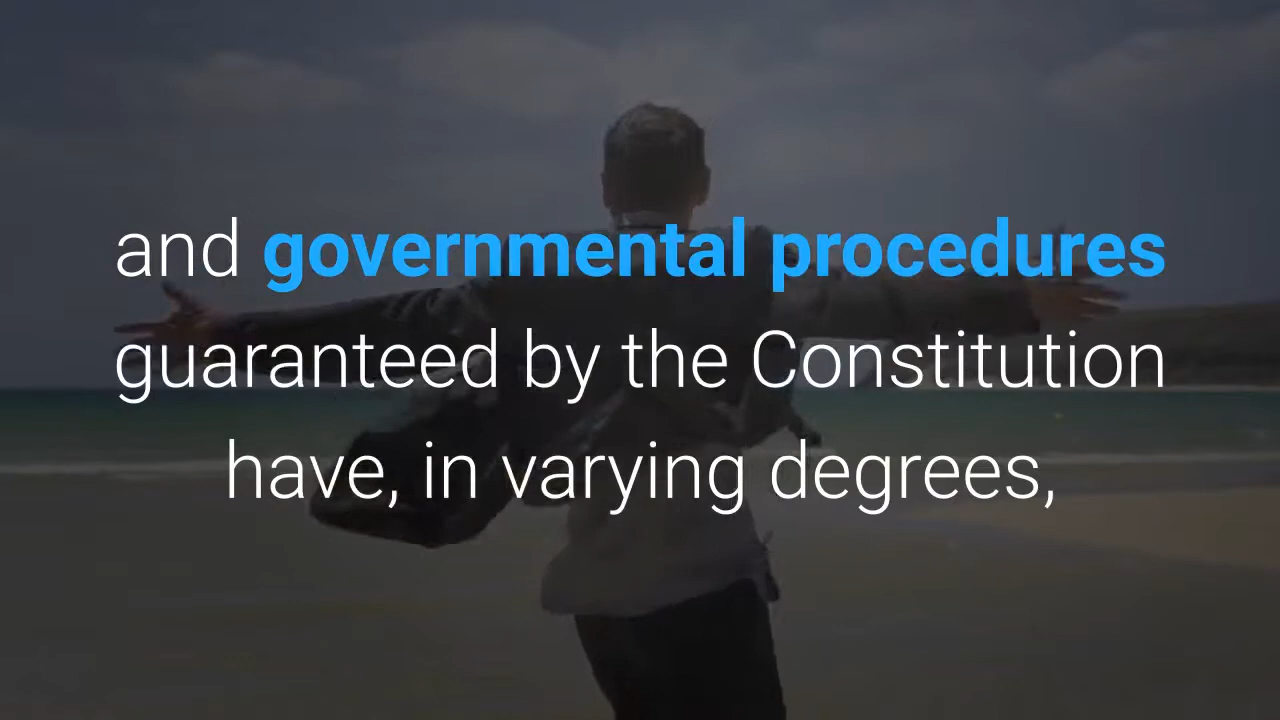 and governmental procedures
guaranteed by the Constitution
have, in varying degrees,